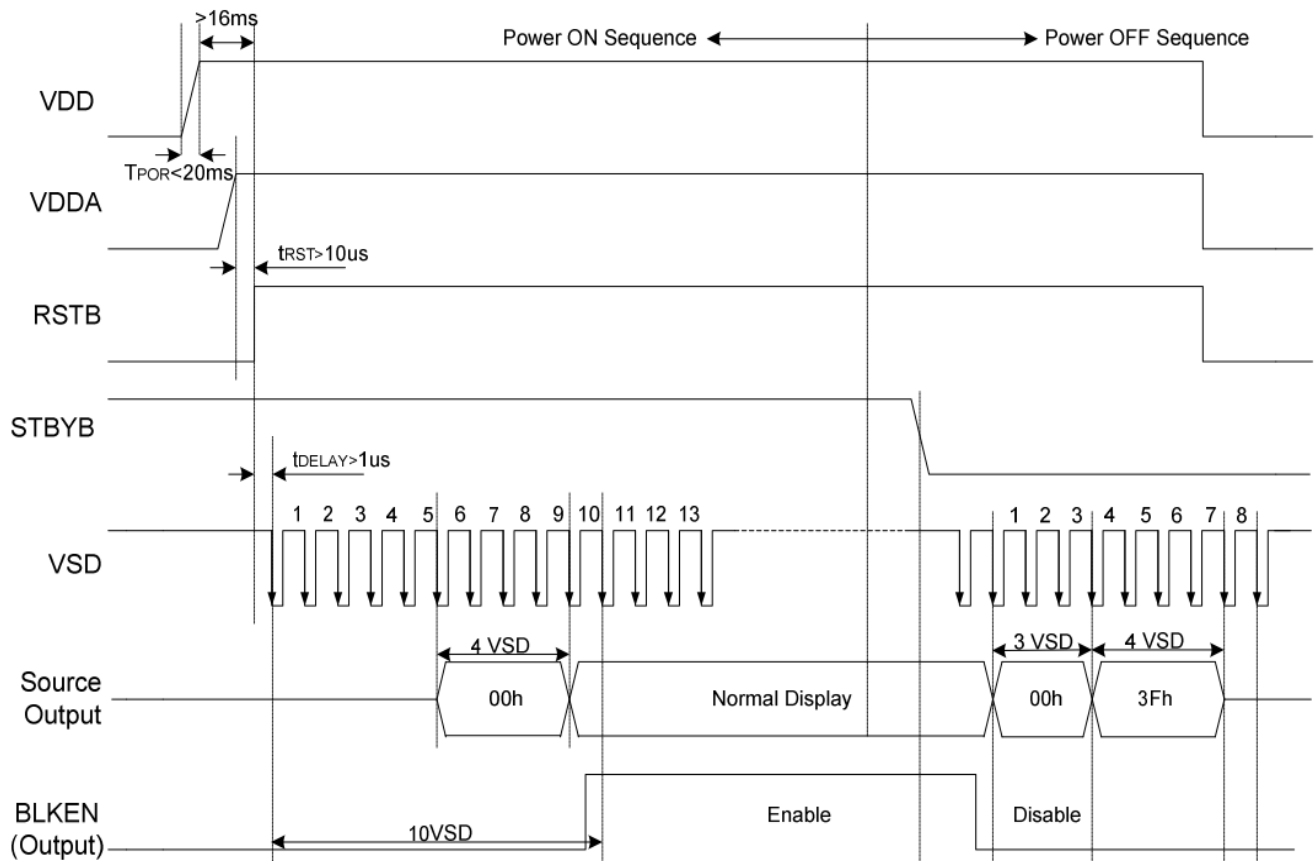 >16ms
Power ON Sequence
Power OFF Sequence
VDD
TPOR<20ms
VDDA
tRST>10us
RSTB
STBYB
tDELAY>1us
1 2 3 4 5 6 7 8 9 10 11 12 13 1 2 3 4 5 6 7 8
VSD
4 VSD 3 VSD 4 VSD
Source
Output
00h Normal Display 00h 3Fh
BLKEN
(Output)
Enable Disable
10VSD